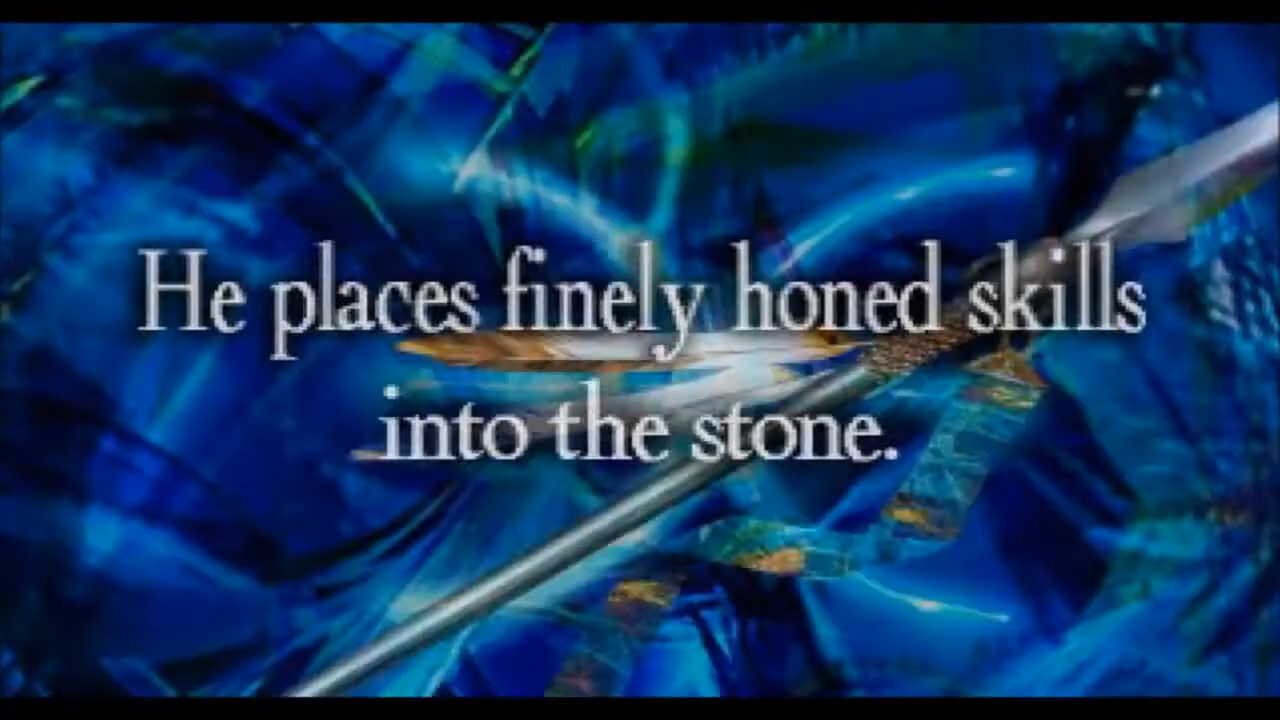 He places finely honed skills
into the stone.